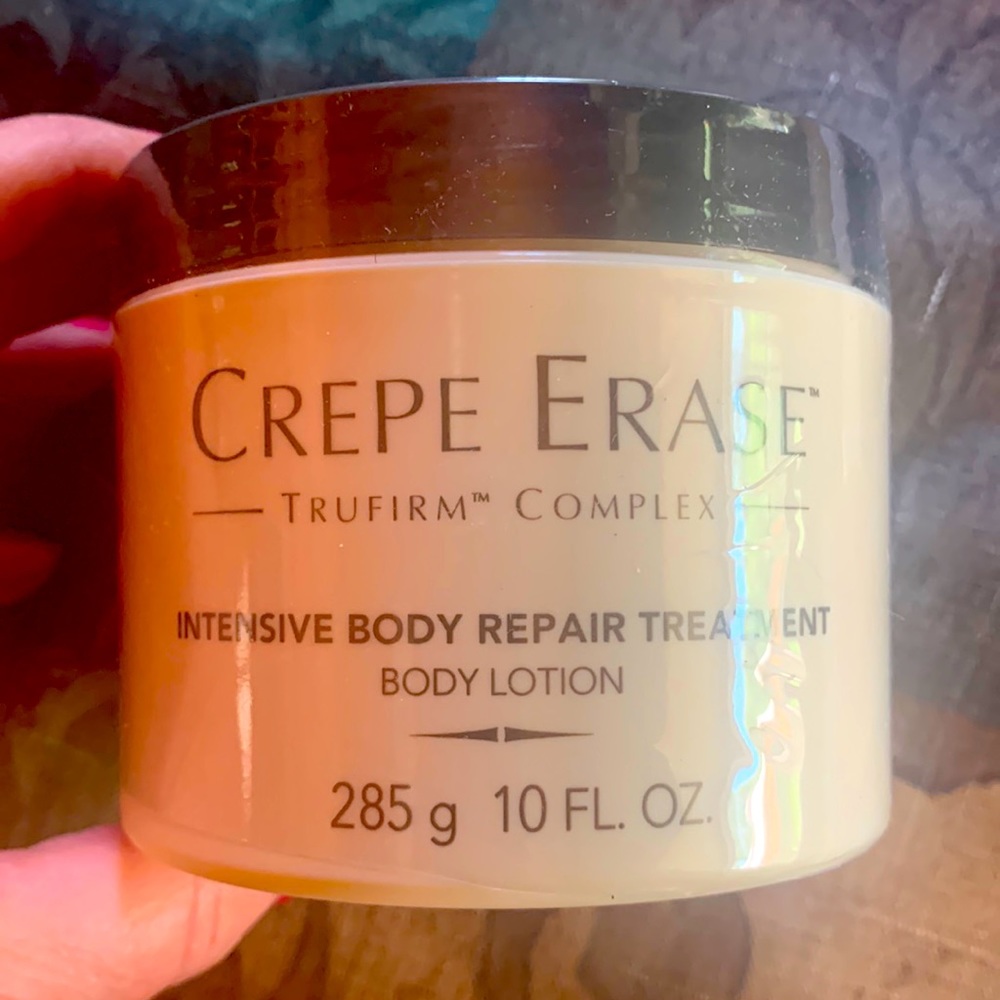 CREPE ERASE™
TRUFIRM™ COMPLEX
INTENSIVE BODY REPAIR TREATMENT
BODY LOTION
285 g 10 FL. OZ.